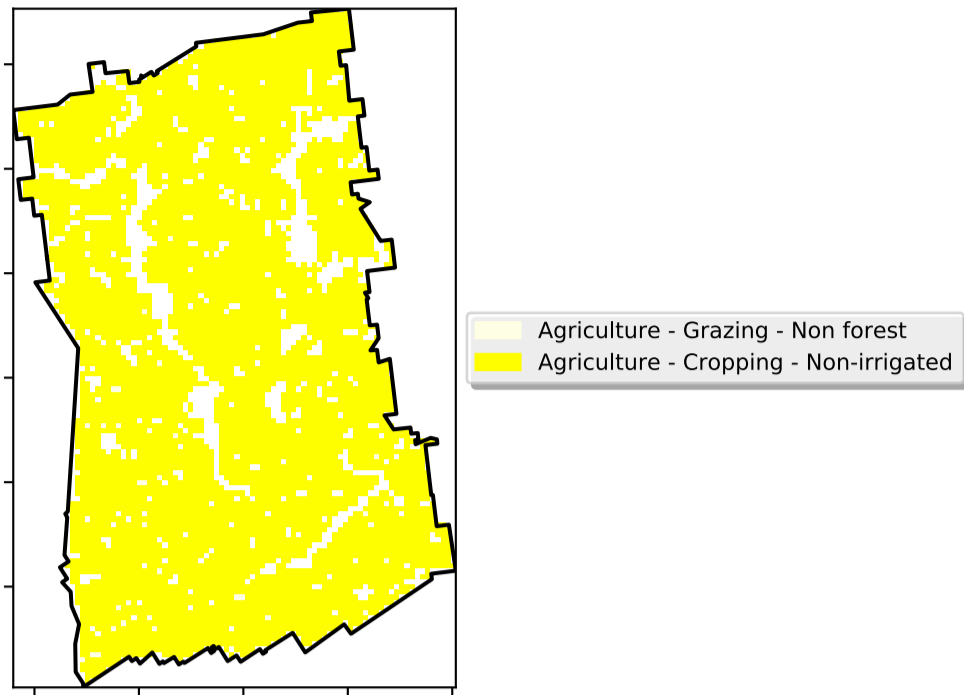 Agriculture - Grazing - Non forest
Agriculture - Cropping - Non-irrigated